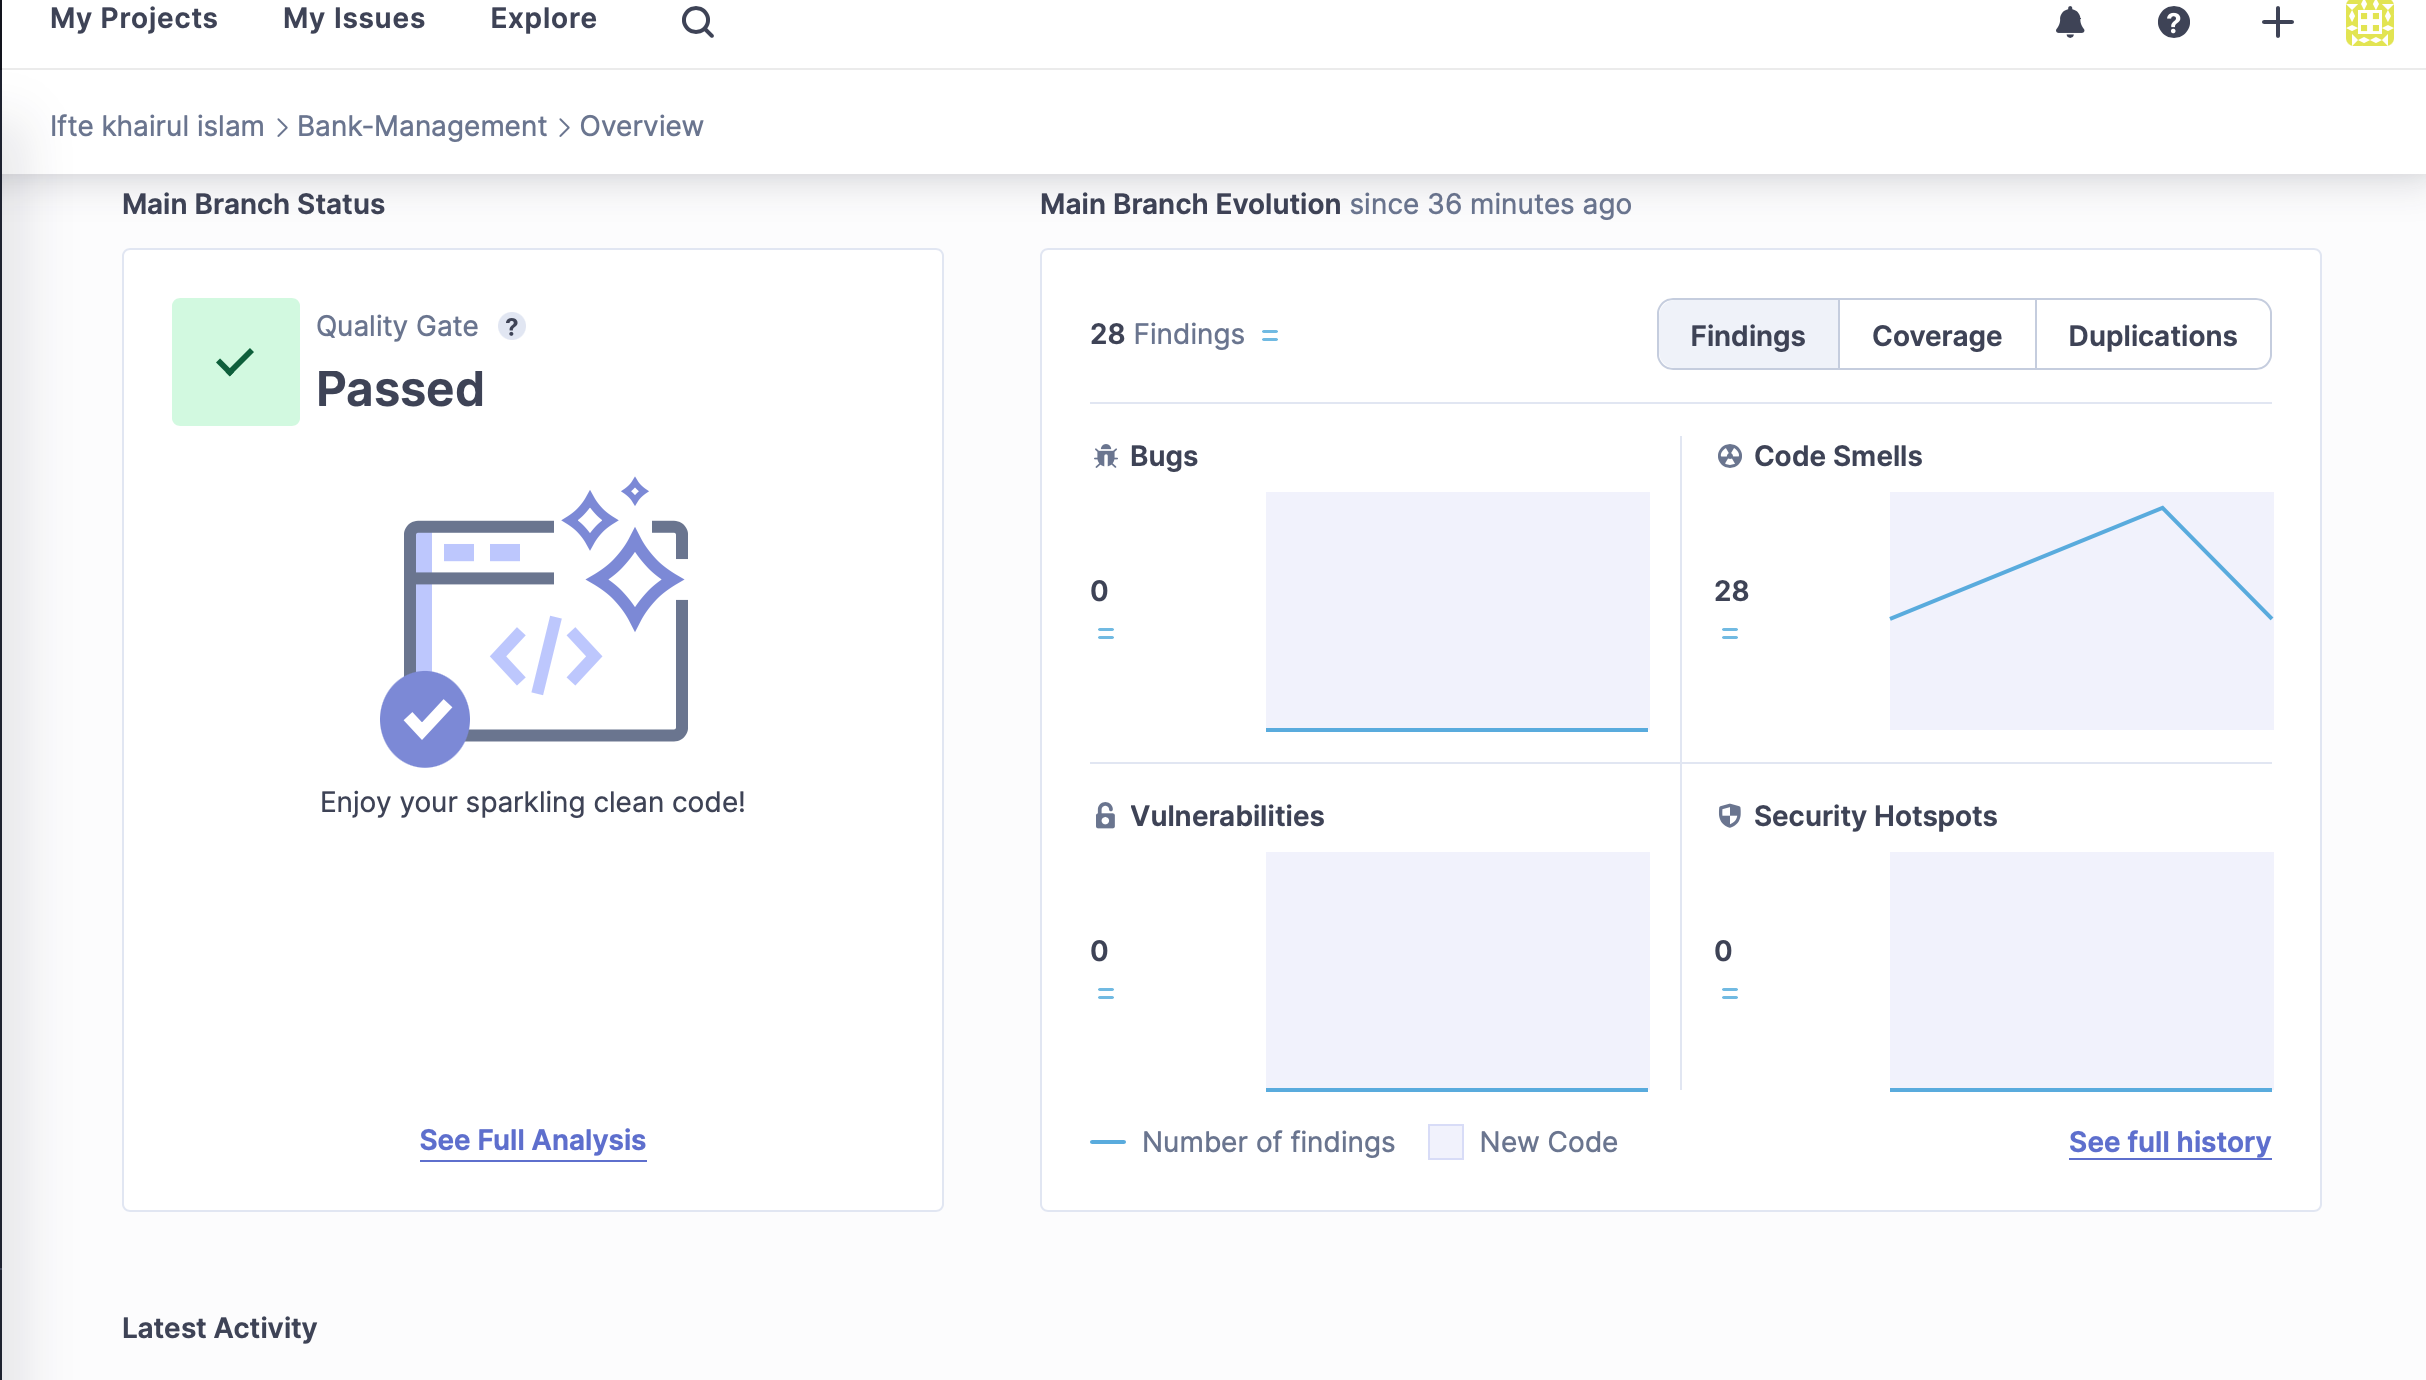 My Projects My Issues Explore
Ifte khairul islam > Bank-Management > Overview
Main Branch Status
Quality Gate ?
Passed
</>
Enjoy your sparkling clean code!
See Full Analysis
Main Branch Evolution since 36 minutes ago
28 Findings =
Findings Coverage Duplications
Bugs
0
=
Code Smells
28
=
Vulnerabilities
0
=
Security Hotspots
0
=
Number of findings New Code
See full history
Latest Activity